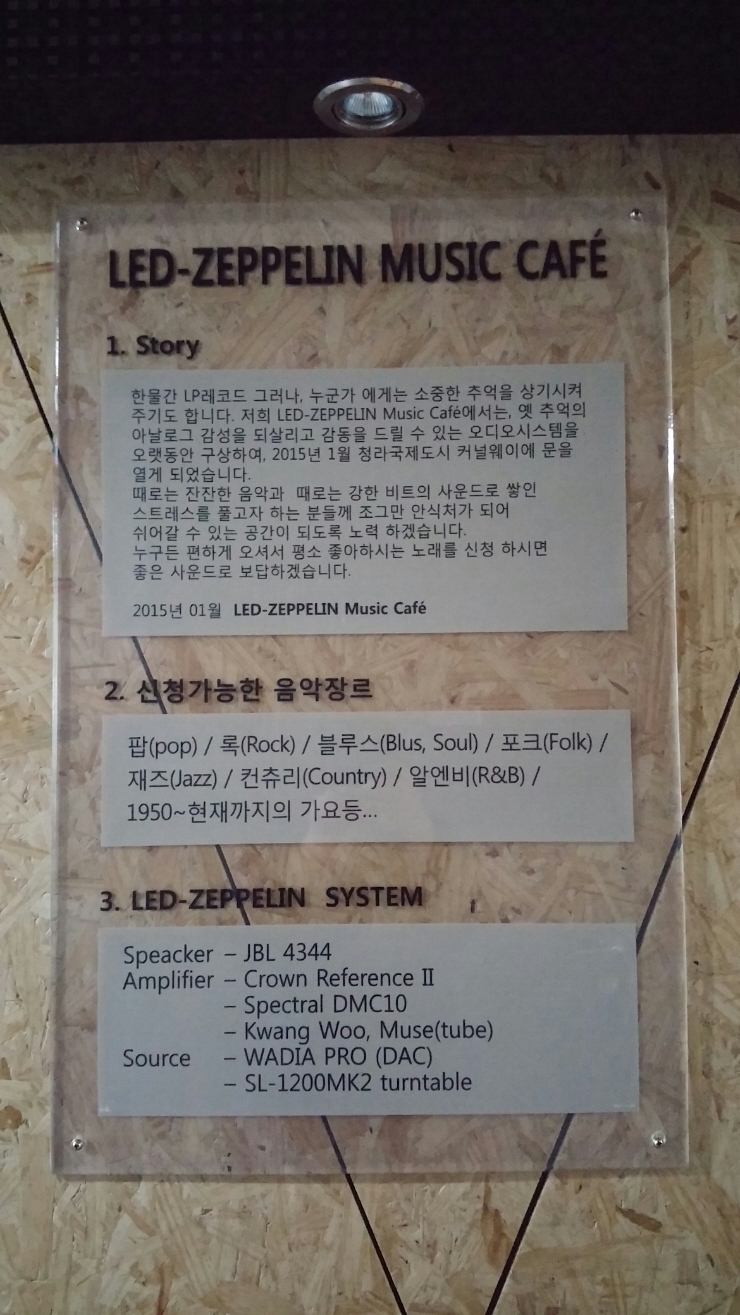 LED-ZEPPELIN MUSIC CAFÉ
1. Story
한물간 LP레코드 그러나, 누군가 에게는 소중한 추억을 상기시켜
주기도 합니다. 저희 LED-ZEPPELIN Music Café에서는, 옛 추억의
아날로그 감성을 되살리고 감동을 드릴 수 있는 오디오시스템을
오랫동안 구상하여, 2015년 1월 청라국제도시 커널웨이에 문을
열게 되었습니다.
때로는 잔잔한 음악과 때로는 강한 비트의 사운드로 쌓인
스트레스를 풀고자 하는 분들께 조그만 안식처가 되어
쉬어갈 수 있는 공간이 되도록 노력 하겠습니다.
누구든 편하게 오셔서 평소 좋아하시는 노래를 신청 하시면
좋은 사운드로 보답하겠습니다.
2015년 01월 LED-ZEPPELIN Music Café
2. 신청가능한 음악장르
팝(pop) / 록(Rock) / 블루스(Blus, Soul) / 포크(Folk) /
재즈(Jazz) / 컨츄리(Country) / 알엔비(R&B) /
1950~현재까지의 가요등...
3. LED-ZEPPELIN SYSTEM
Speacker – JBL 4344
Amplifier – Crown Reference II
– Spectral DMC10
– Kwang Woo, Muse(tube)
Source – WADIA PRO (DAC)
– SL-1200MK2 turntable